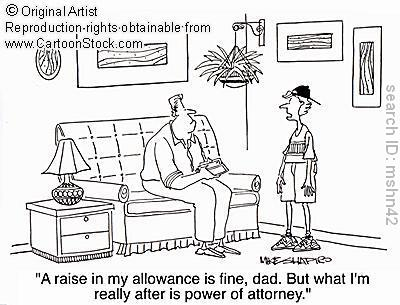 © Original Artist
Reproduction rights obtainable from
www.CartoonStock.com
search ID: mshn42
MIKE SHAPIRO
"A raise in my allowance is fine, dad. But what I'm
really after is power of attorney."